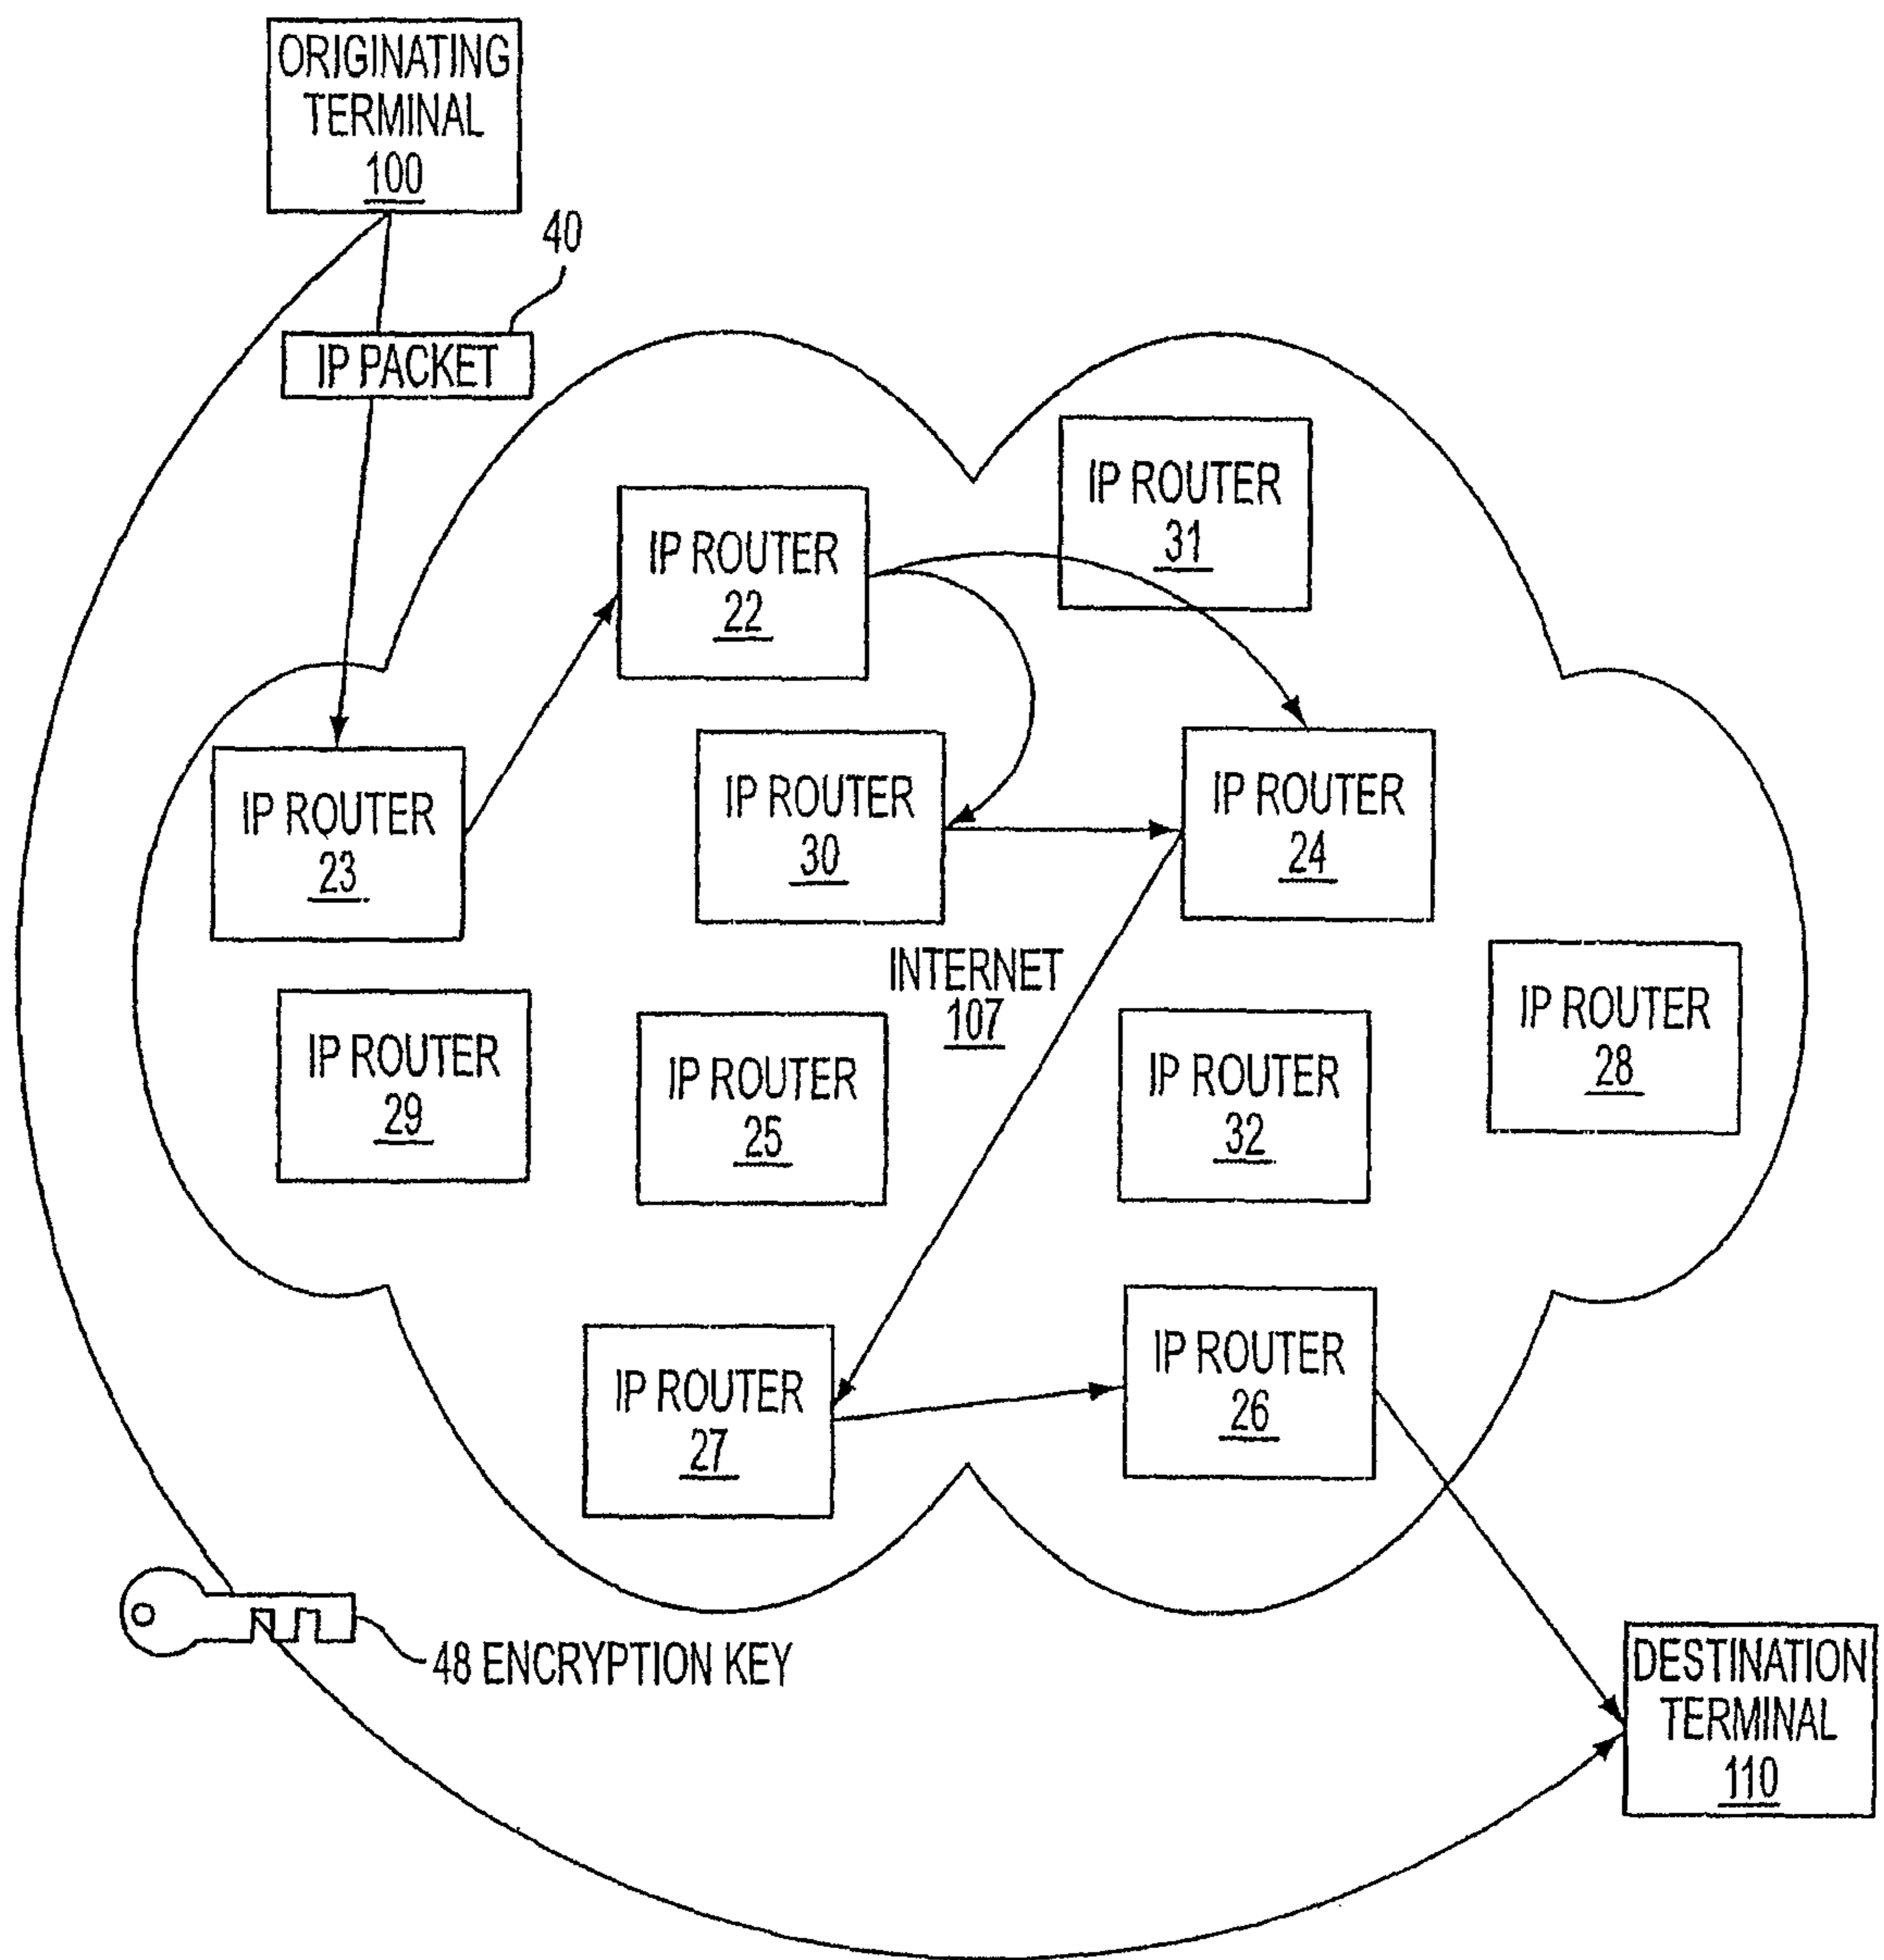 ORIGINATING
TERMINAL
100
40
IP PACKET
IP ROUTER
31
IP ROUTER
22
IP ROUTER
23
IP ROUTER
30
IP ROUTER
24
INTERNET
107
IP ROUTER
28
IP ROUTER
29
IP ROUTER
25
IP ROUTER
32
IP ROUTER
27
IP ROUTER
26
48 ENCRYPTION KEY
DESTINATION
TERMINAL
110